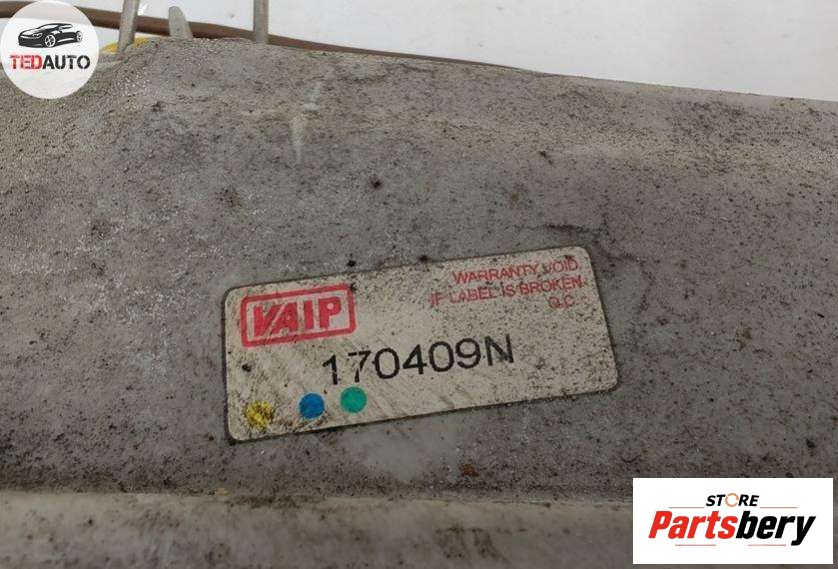 TEDAUTO
WARRANTY VOID
IF LABEL IS BROKEN
Q.C.
VAIP
170409N
STORE
Partsbery